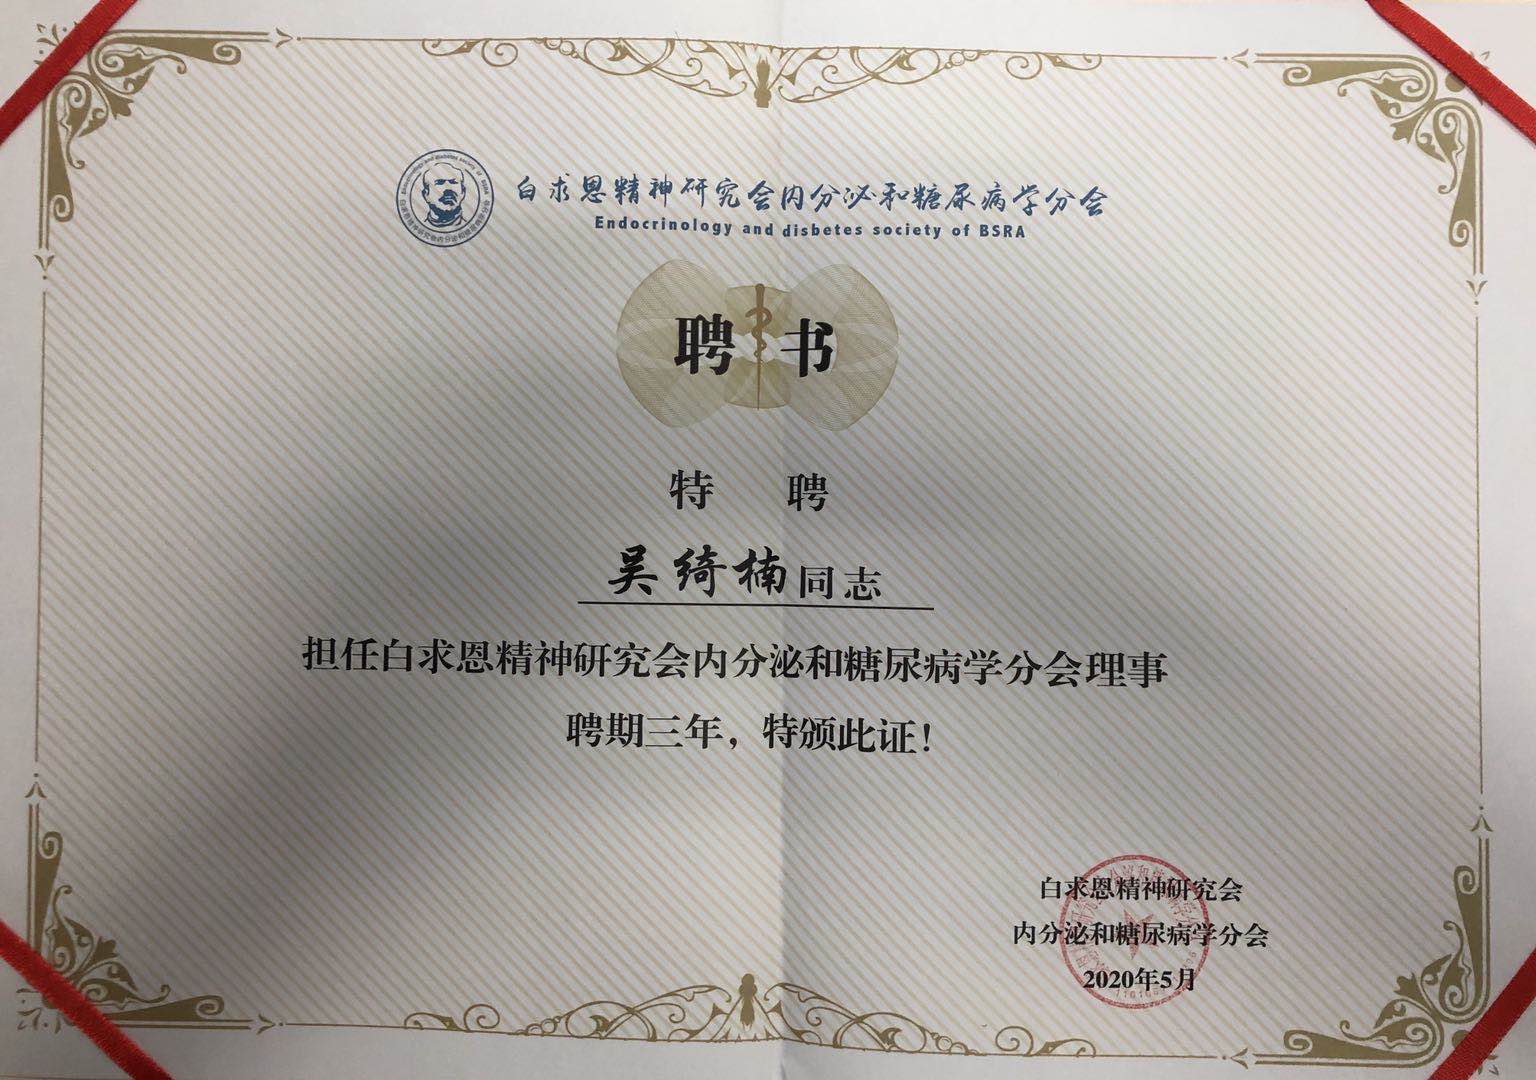 白求恩精神研究会内分泌和糖尿病学分会
Endocrinology and disbetes society of BSRA
聘书
特聘
吴绮楠同志
担任白求恩精神研究会内分泌和糖尿病学分会理事
聘期三年，特颁此证！
白求恩精神研究会
内分泌和糖尿病学分会
2020年5月